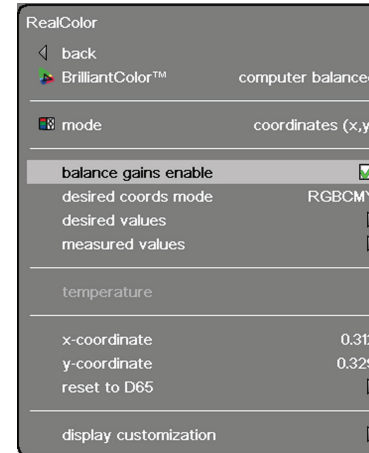 RealColor
back
BrilliantColor™ computer balance
mode coordinates (x,y
balance gains enable
desired coords mode RGBCMY
desired values
measured values
temperature
x-coordinate 0.31
y-coordinate 0.329
reset to D65
display customization